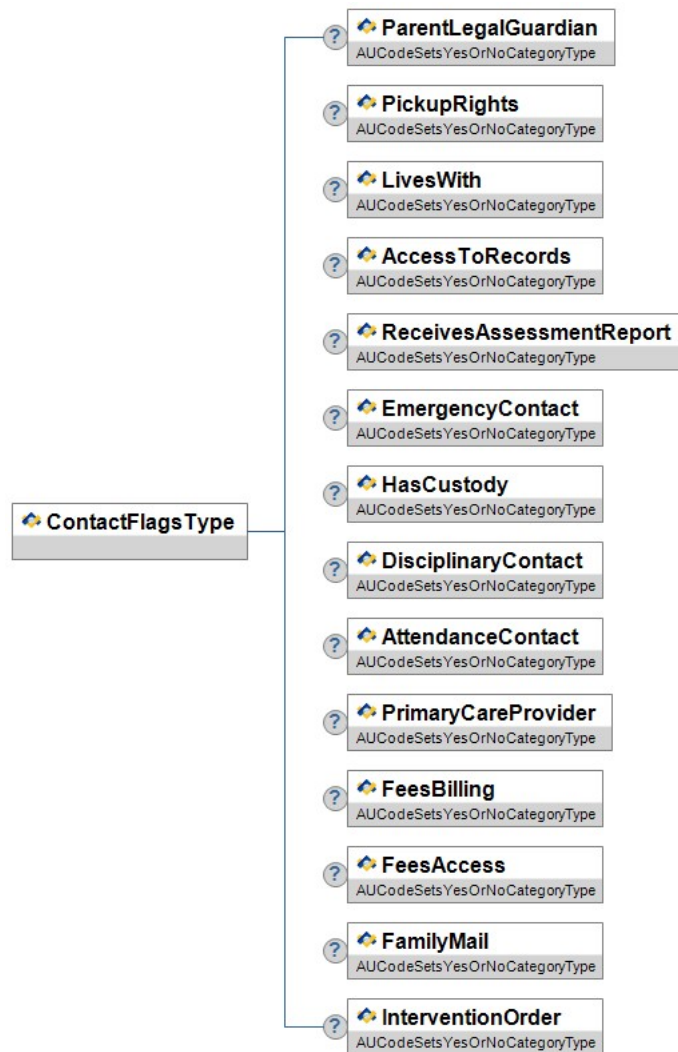 ? ParentLegalGuardian
AUCodeSetsYesOrNoCategoryType
? PickupRights
AUCodeSetsYesOrNoCategoryType
? LivesWith
AUCodeSetsYesOrNoCategoryType
? AccessToRecords
AUCodeSetsYesOrNoCategoryType
? ReceivesAssessmentReport
AUCodeSetsYesOrNoCategoryType
? EmergencyContact
AUCodeSetsYesOrNoCategoryType
? HasCustody
AUCodeSetsYesOrNoCategoryType
ContactFlagsType
? DisciplinaryContact
AUCodeSetsYesOrNoCategoryType
? AttendanceContact
AUCodeSetsYesOrNoCategoryType
? PrimaryCareProvider
AUCodeSetsYesOrNoCategoryType
? FeesBilling
AUCodeSetsYesOrNoCategoryType
? FeesAccess
AUCodeSetsYesOrNoCategoryType
? FamilyMail
AUCodeSetsYesOrNoCategoryType
? InterventionOrder
AUCodeSetsYesOrNoCategoryType